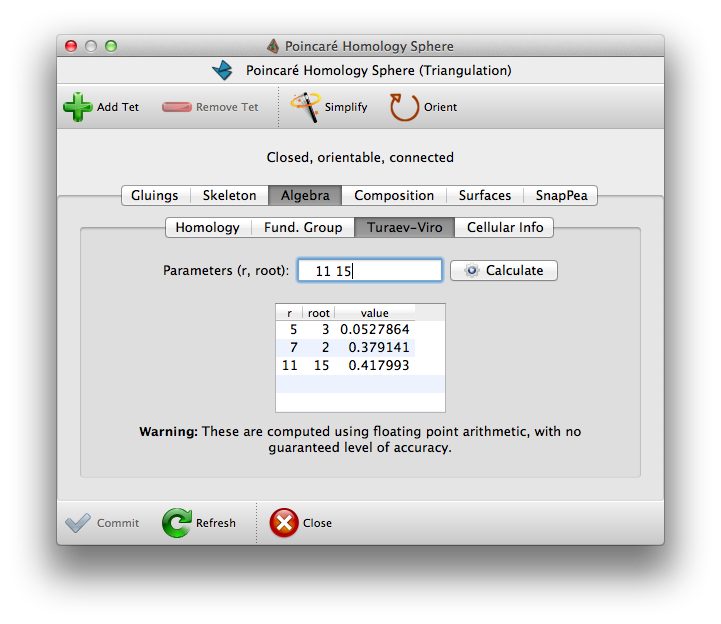 Poincaré Homology Sphere
Poincaré Homology Sphere (Triangulation)
Add Tet Remove Tet Simplify Orient
Closed, orientable, connected
Gluings Skeleton Algebra Composition Surfaces SnapPea
Homology Fund. Group Turaev-Viro Cellular Info
Parameters (r, root): 11 15 Calculate
r root value
5 3 0.0527864
7 2 0.379141
11 15 0.417993
Warning: These are computed using floating point arithmetic, with no
guaranteed level of accuracy.
Commit Refresh Close